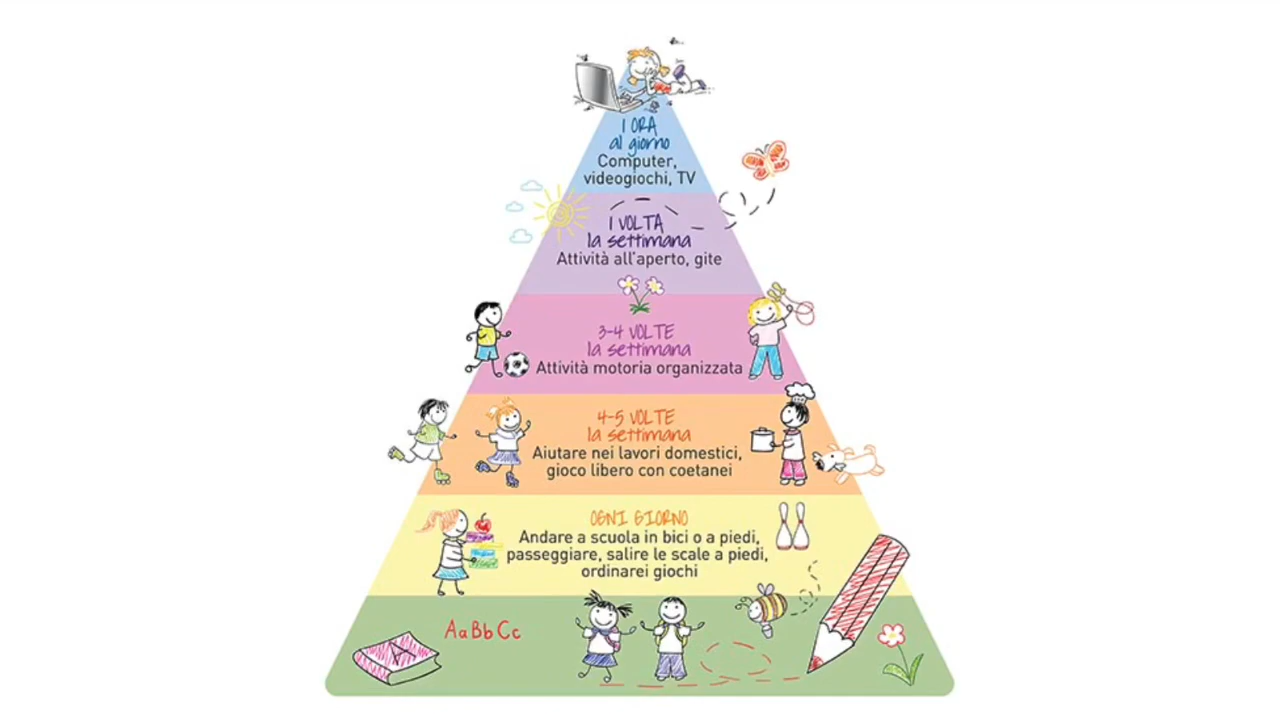 1 ORA
al giorno
Computer,
videogiochi, TV
1 VOLTA
la settimana
Attività all'aperto, gite
3-4 VOLTE
la settimana
Attività motoria organizzata
4-5 VOLTE
la settimana
Aiutare nei lavori domestici,
gioco libero con coetanei
OGNI GIORNO
Andare a scuola in bici o a piedi,
passeggiare, salire le scale a piedi,
ordinarei giochi
AaBbCc
A